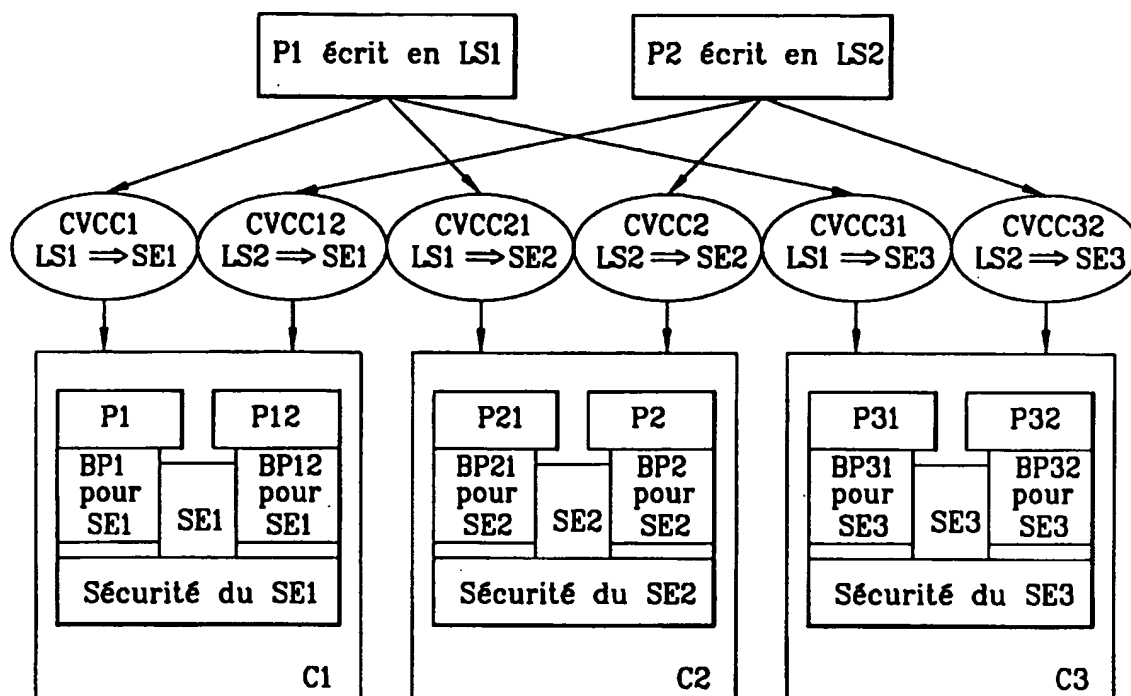 P1 écrit en LS1
P2 écrit en LS2
CVCC1
LS1 ⇒ SE1
CVCC12
LS2 ⇒ SE1
CVCC21
LS1 ⇒ SE2
CVCC2
LS2 ⇒ SE2
CVCC31
LS1 ⇒ SE3
CVCC32
LS2 ⇒ SE3
P1
P12
BP1
pour
SE1
SE1
BP12
pour
SE1
Sécurité du SE1
C1
P21
P2
BP21
pour
SE2
SE2
BP2
pour
SE2
Sécurité du SE2
C2
P31
P32
BP31
pour
SE3
SE3
BP32
pour
SE3
Sécurité du SE3
C3